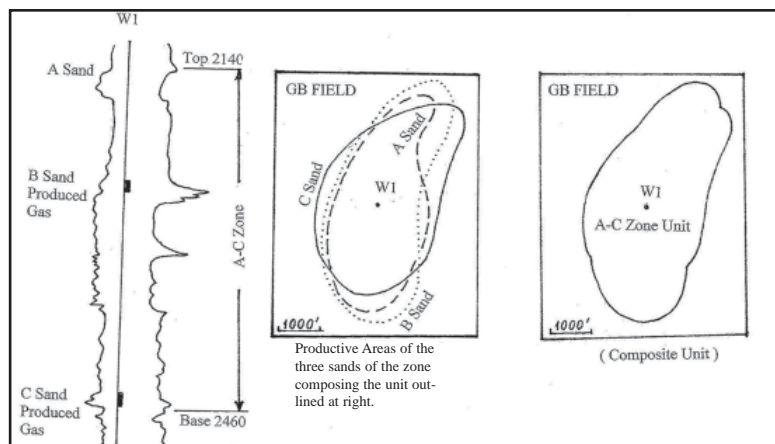 W1
A Sand
Top 2140
B Sand
Produced
Gas
A-C Zone
C Sand
Produced
Gas
Base 2460
GB FIELD
A Sand
C Sand
W1
B Sand
1000'
Productive Areas of the
three sands of the zone
composing the unit out-
lined at right.
GB FIELD
W1
A-C Zone Unit
1000'
( Composite Unit )